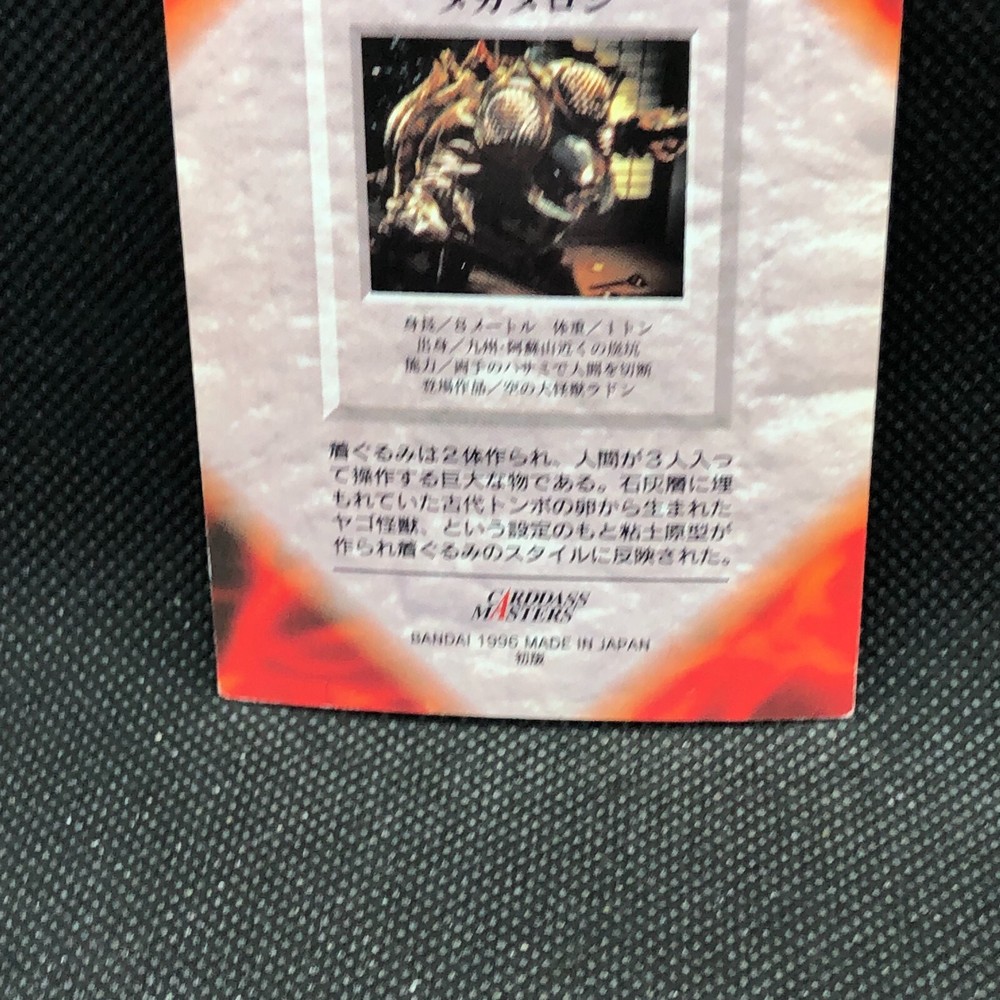 メガヌロン
身長／8メートル 体重／1トン
出身／九州・阿蘇山近くの炭坑
能力／両手のハサミで人間を切断
登場作品／空の大怪獣ラドン
着ぐるみは2体作られ、人間が3人入っ
て操作する巨大な物である。石灰層に埋
もれていた古代トンボの卵から生まれた
ヤゴ怪獣、という設定のもと粘土原型が
作られ着ぐるみのスタイルに反映された。
CARDDASS
MASTERS
BANDAI 1996 MADE IN JAPAN
初版